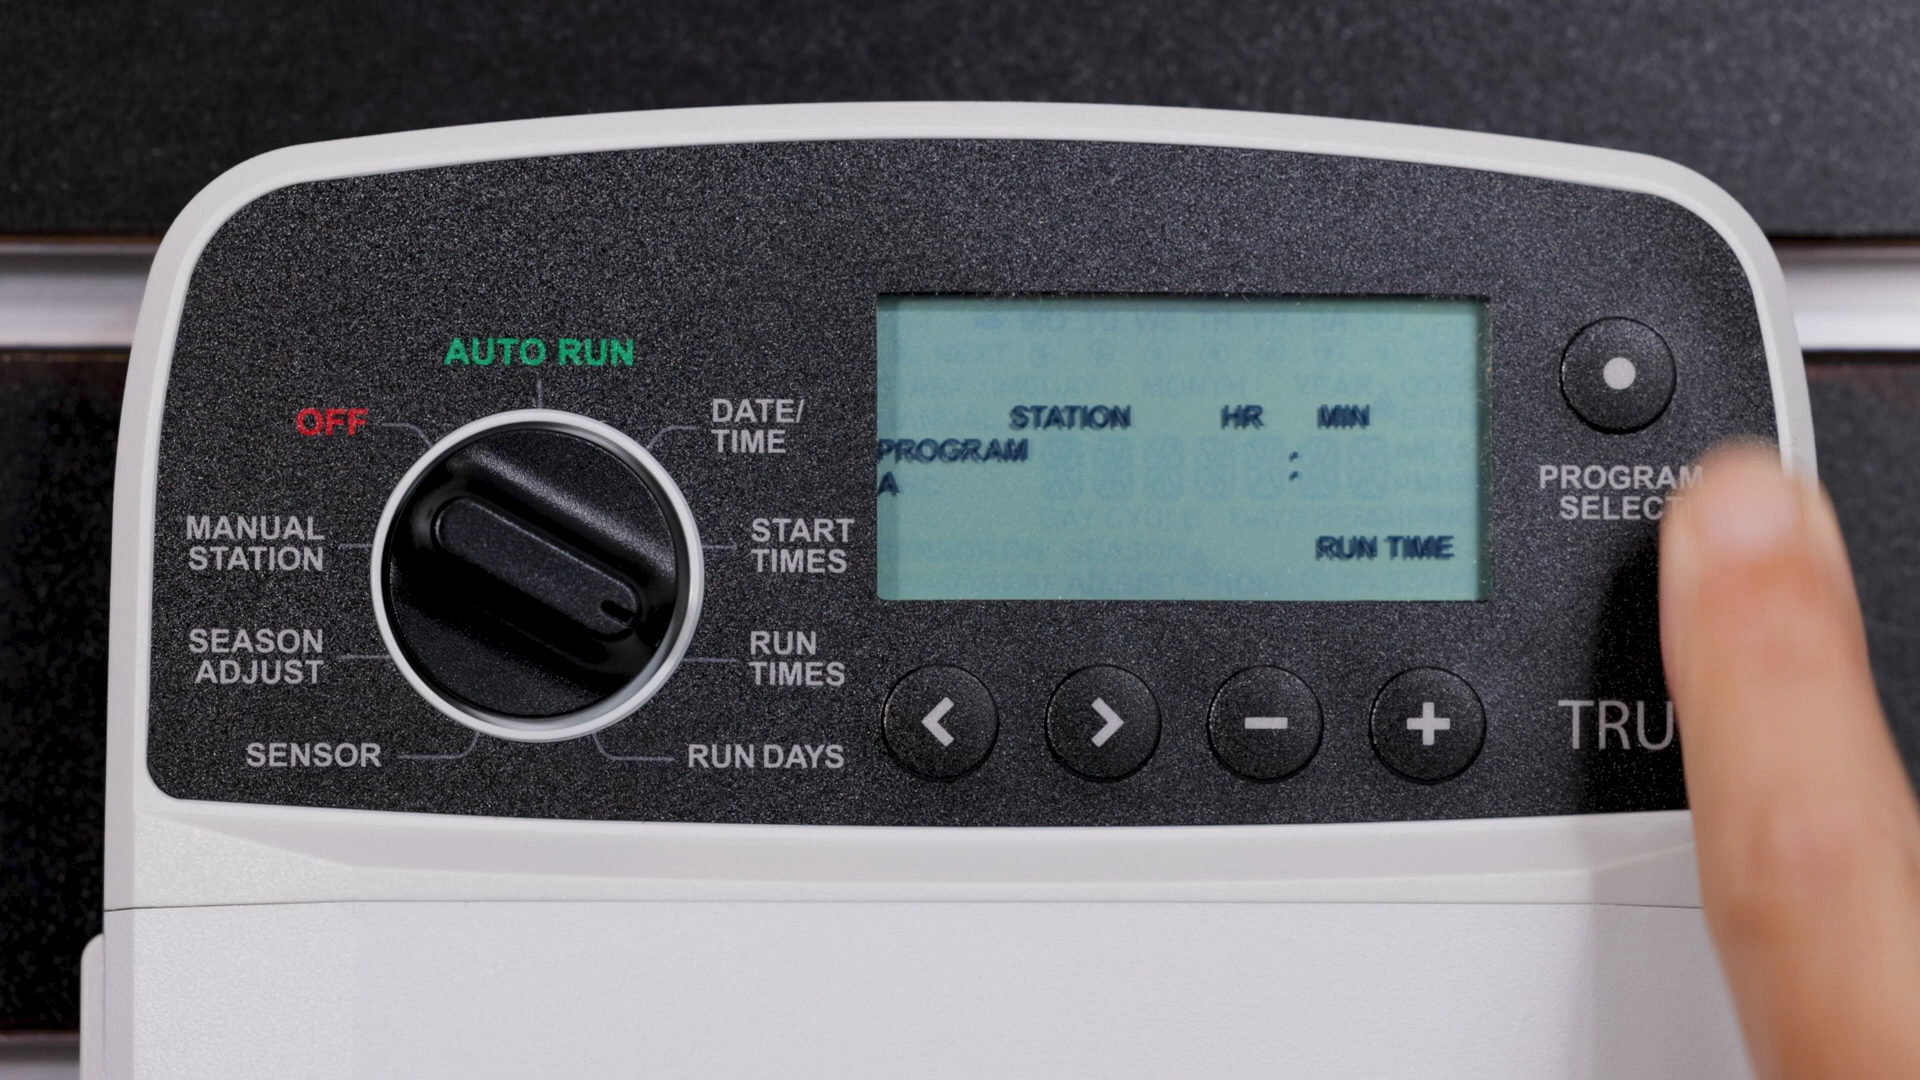 AUTO RUN
OFF
DATE/
TIME
MANUAL
STATION
START
TIMES
SEASON
ADJUST
RUN
TIMES
SENSOR
RUN DAYS
STATION HR MIN
PROGRAM
A
:
RUN TIME
PROGRAM
SELECT
TRU